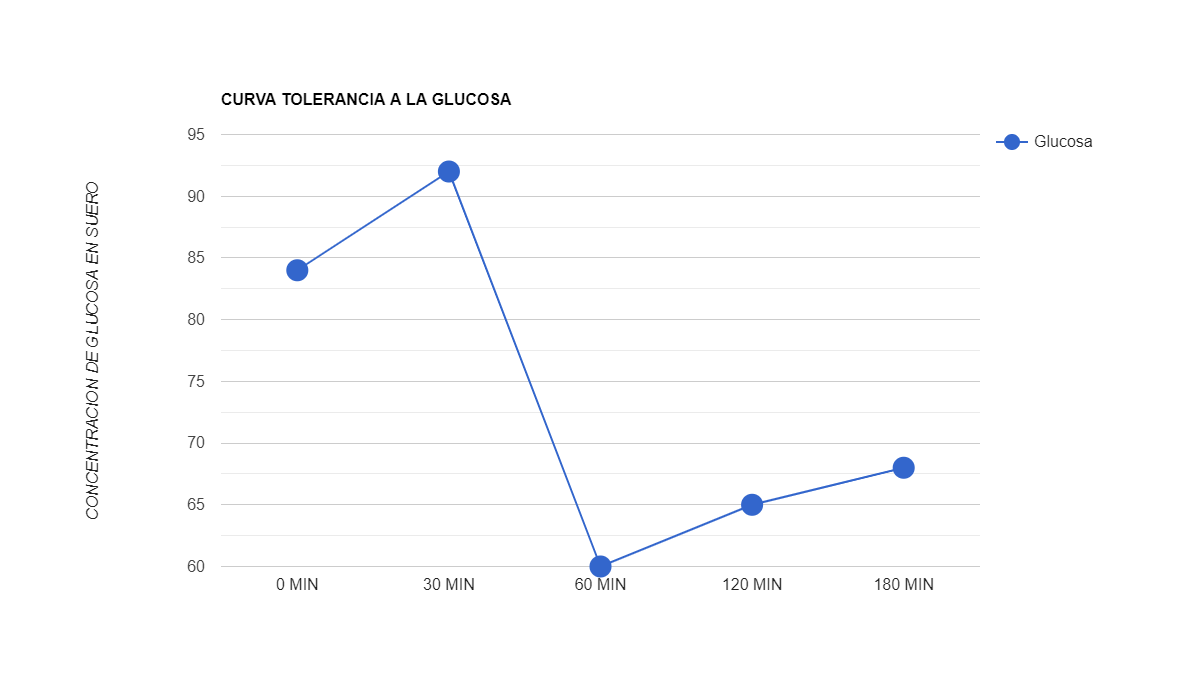 CURVA TOLERANCIA A LA GLUCOSA
CONCENTRACION DE GLUCOSA EN SUERO
95
90
85
80
75
70
65
60
0 MIN
30 MIN
60 MIN
120 MIN
180 MIN
Glucosa